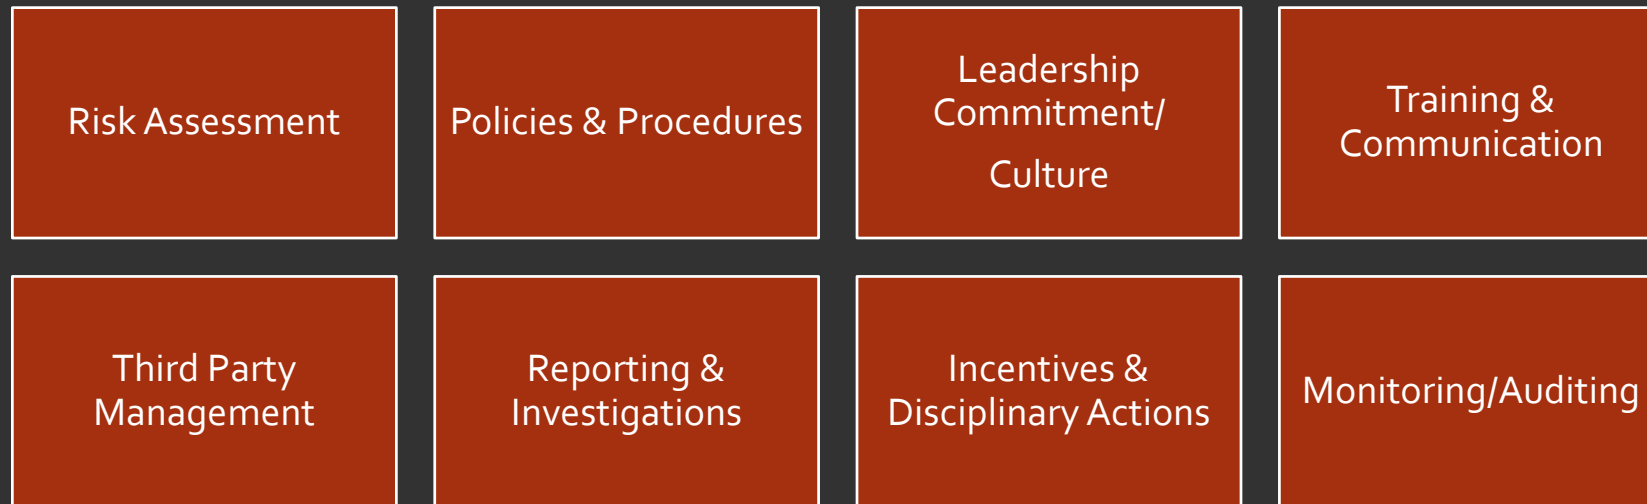 Risk Assessment
Policies & Procedures
Leadership
Commitment/
Culture
Training &
Communication
Third Party
Management
Reporting &
Investigations
Incentives &
Disciplinary Actions
Monitoring/Auditing